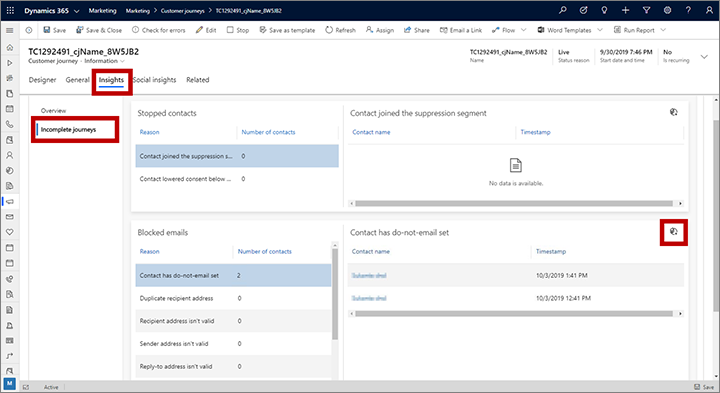 Dynamics 365 Marketing Marketing > Customer journeys > TC1292491_cjName_8W5JB2
Save Save & Close Check for errors Edit Stop Save as template Refresh Assign Share Email a Link Flow Word Templates Run Report
TC1292491_cjName_8W5JB2
Customer journey · Information
TC1292491_cjName_8W5JB2 Live 9/30/2019 7:46 PM No
Name Status reason Start date and time Is recurring
Designer General Insights Social insights Related
Overview
Incomplete journeys
Stopped contacts
Reason Number of contacts
Contact joined the suppression s... 0
Contact lowered consent below ... 0
Contact joined the suppression segment
Contact name Timestamp
No data is available.
Blocked emails
Reason Number of contacts
Contact has do-not-email set 2
Duplicate recipient address 0
Recipient address isn't valid 0
Sender address isn't valid 0
Reply-to address isn't valid 0
Contact has do-not-email set
Contact name Timestamp
10/3/2019 1:41 PM
10/3/2019 12:41 PM
M
Active
Save